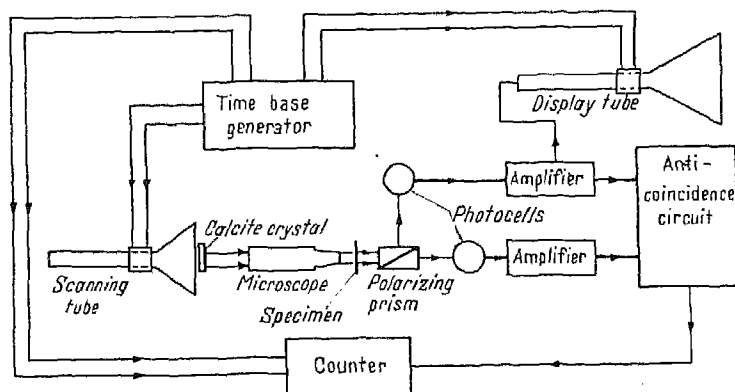 Time base
generator
Display tube
Amplifier
Anti-
coincidence
circuit
Photocells
Calcite crystal
Amplifier
Scanning
tube
Microscope
Specimen
Polarizing
prism
Counter